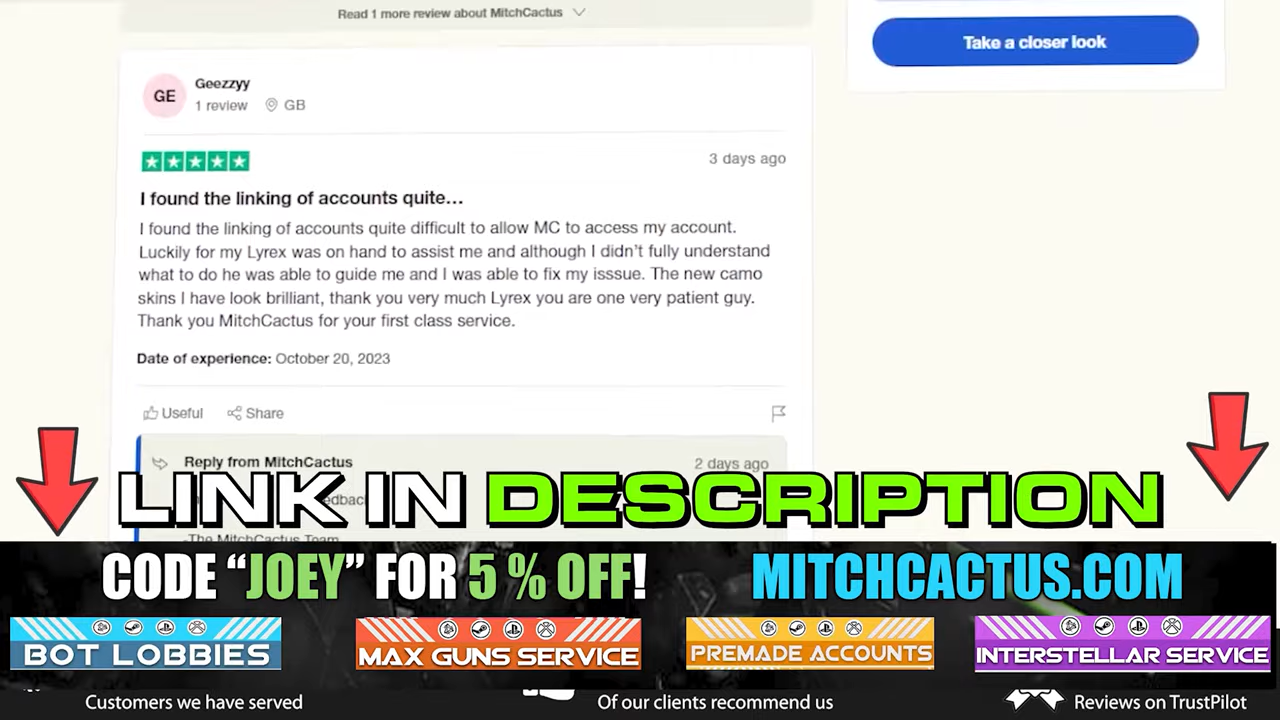 Read 1 more review about MitchCactus
Take a closer look
GE
Geezzyy
1 review GB
3 days ago
I found the linking of accounts quite...
I found the linking of accounts quite difficult to allow MC to access my account.
Luckily for my Lyrex was on hand to assist me and although I didn't fully understand
what to do he was able to guide me and I was able to fix my isssue. The new camo
skins I have look brilliant, thank you very much Lyrex you are one very patient guy.
Thank you MitchCactus for your first class service.
Date of experience: October 20, 2023
Useful Share
Reply from MitchCactus
2 days ago
-The MitchCactus Team
LINK IN DESCRIPTION
CODE “JOEY” FOR 5 % OFF!
MITCHCACTUS.COM
BOT LOBBIES
MAX GUNS SERVICE
PREMADE ACCOUNTS
INTERSTELLAR SERVICE
Customers we have served
Of our clients recommend us
Reviews on TrustPilot